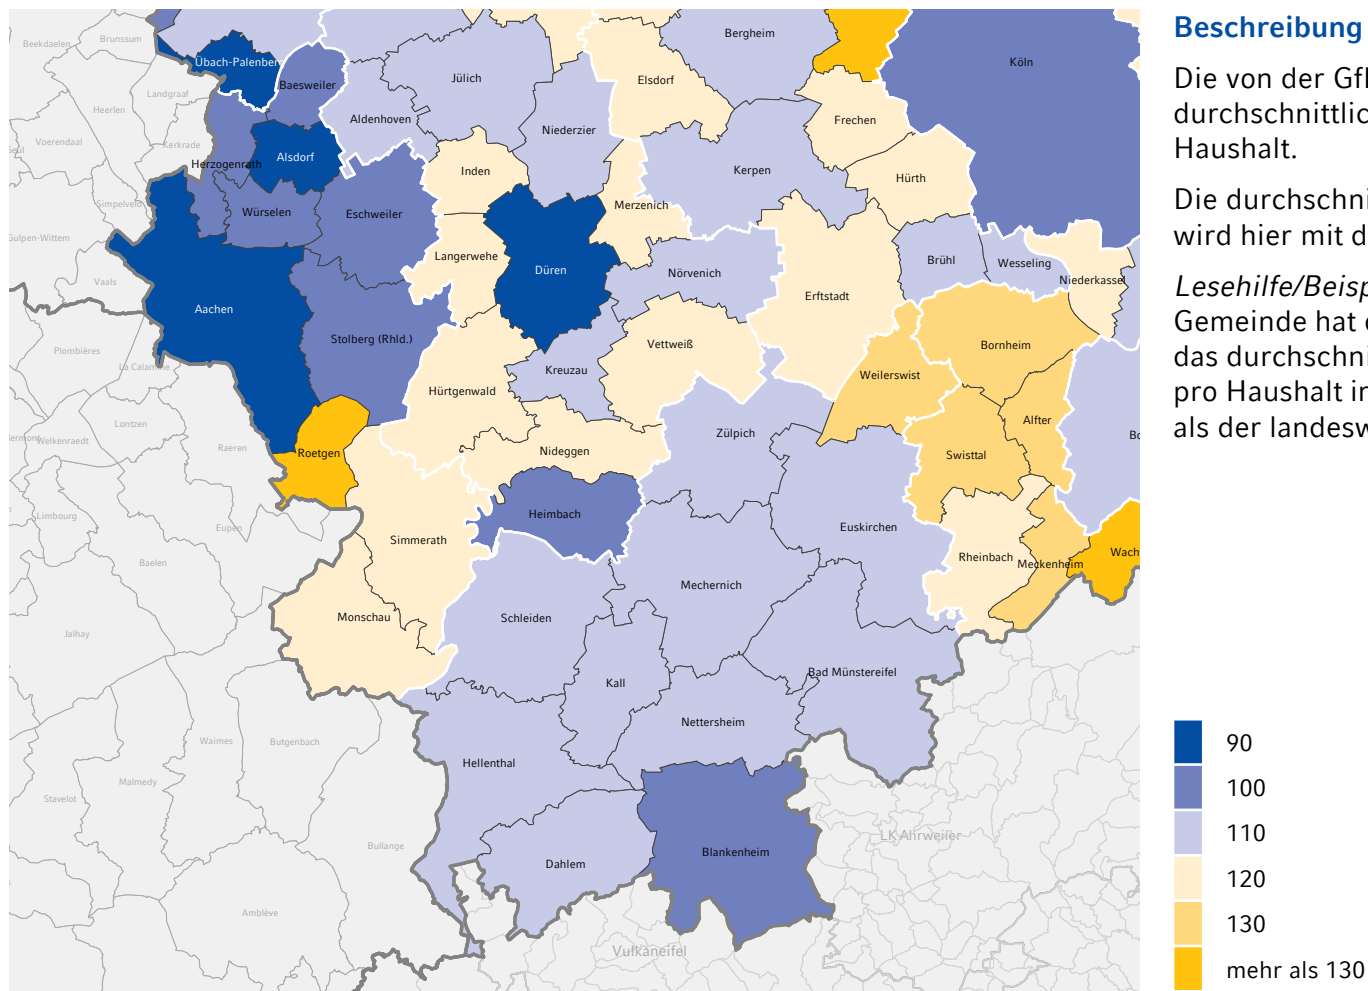 Beschreibung
Die von der GfK
durchschnittlic
Haushalt.
Die durchschni
wird hier mit d
Lesehilfe/Beisp
Gemeinde hat
das durchschni
pro Haushalt i
als der landesw
90
100
110
120
130
mehr als 130
Beekdaelen
Brunssum
Übach-Palenber
Baesweiler
Jülich
Elsdorf
Bergheim
Köln
Landgraaf
Heerlen
Aldenhoven
Niederzier
Frechen
Voerendaal
Kerkrade
Herzogenrath
Alsdorf
Inden
Kerpen
Hürth
Simpelveld
Würselen
Eschweiler
Merzenich
Gulpen-Wittem
Langerwehe
Düren
Nörvenich
Brühl
Wesseling
Niederkassel
Vaals
Aachen
Erftstadt
Stolberg (Rhld.)
Vettweiß
Bornheim
Plombières
La Calamine
Kreuzau
Weilerswist
Hürtgenwald
Lontzen
Welkenraedt
Raeren
Roetgen
Nideggen
Zülpich
Alfter
Swisttal
Bo
Limbourg
Eupen
Heimbach
Euskirchen
Simmerath
Baelen
Rheinbach
Meckenheim
Wach
Mechernich
Monschau
Schleiden
Jalhay
Kall
Bad Münstereifel
Nettersheim
Waimes
Butgenbach
Hellenthal
Malmedy
Stavelot
LK Ahrweiler
Bullange
Dahlem
Blankenheim
Amblève
Vulkaneifel